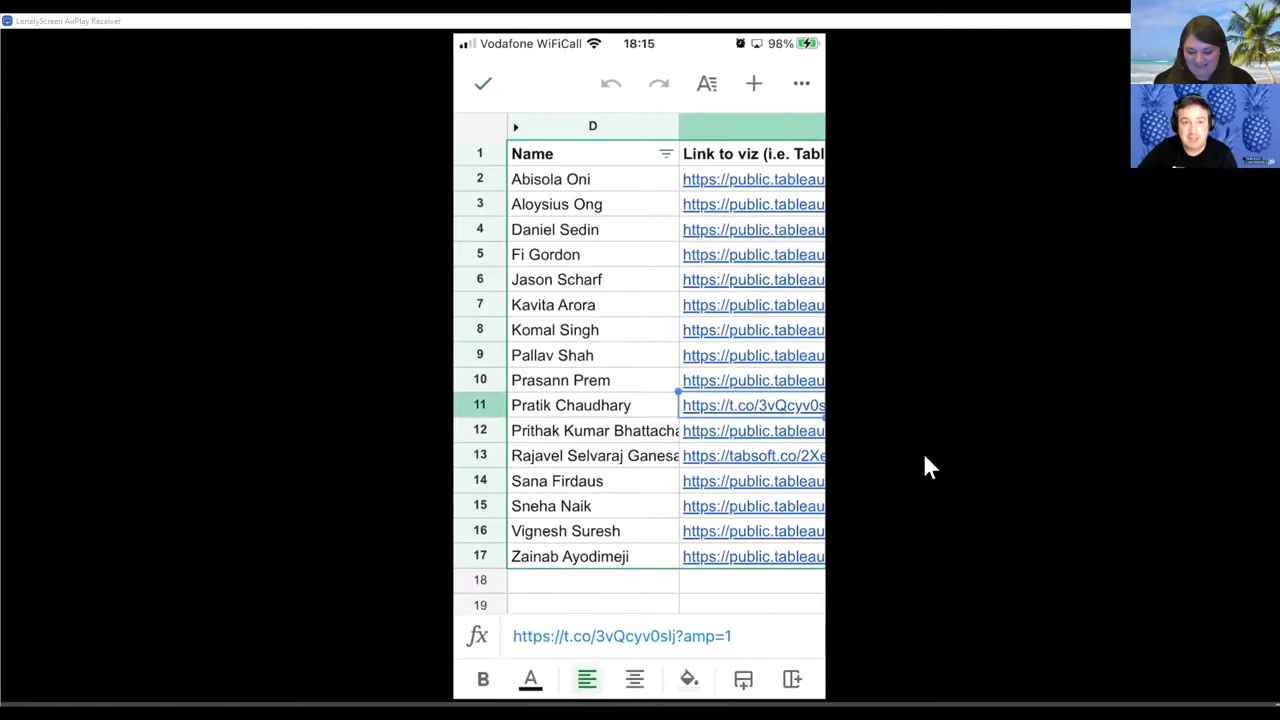 LonelyScreen AirPlay Receiver
Vodafone WiFiCall 18:15 98%
D
1 Name Link to viz (i.e. Tabl
2 Abisola Oni https://public.tableau
3 Aloysius Ong https://public.tableau
4 Daniel Sedin https://public.tableau
5 Fi Gordon https://public.tableau
6 Jason Scharf https://public.tableau
7 Kavita Arora https://public.tableau
8 Komal Singh https://public.tableau
9 Pallav Shah https://public.tableau
10 Prasann Prem https://public.tableau
11 Pratik Chaudhary https://t.co/3vQcyv0s
12 Prithak Kumar Bhattacha https://public.tableau
13 Rajavel Selvaraj Ganesa https://tabsoft.co/2Xe
14 Sana Firdaus https://public.tableau
15 Sneha Naik https://public.tableau
16 Vignesh Suresh https://public.tableau
17 Zainab Ayodimeji https://public.tableau
18
19
fx https://t.co/3vQcyv0slj?amp=1
B A